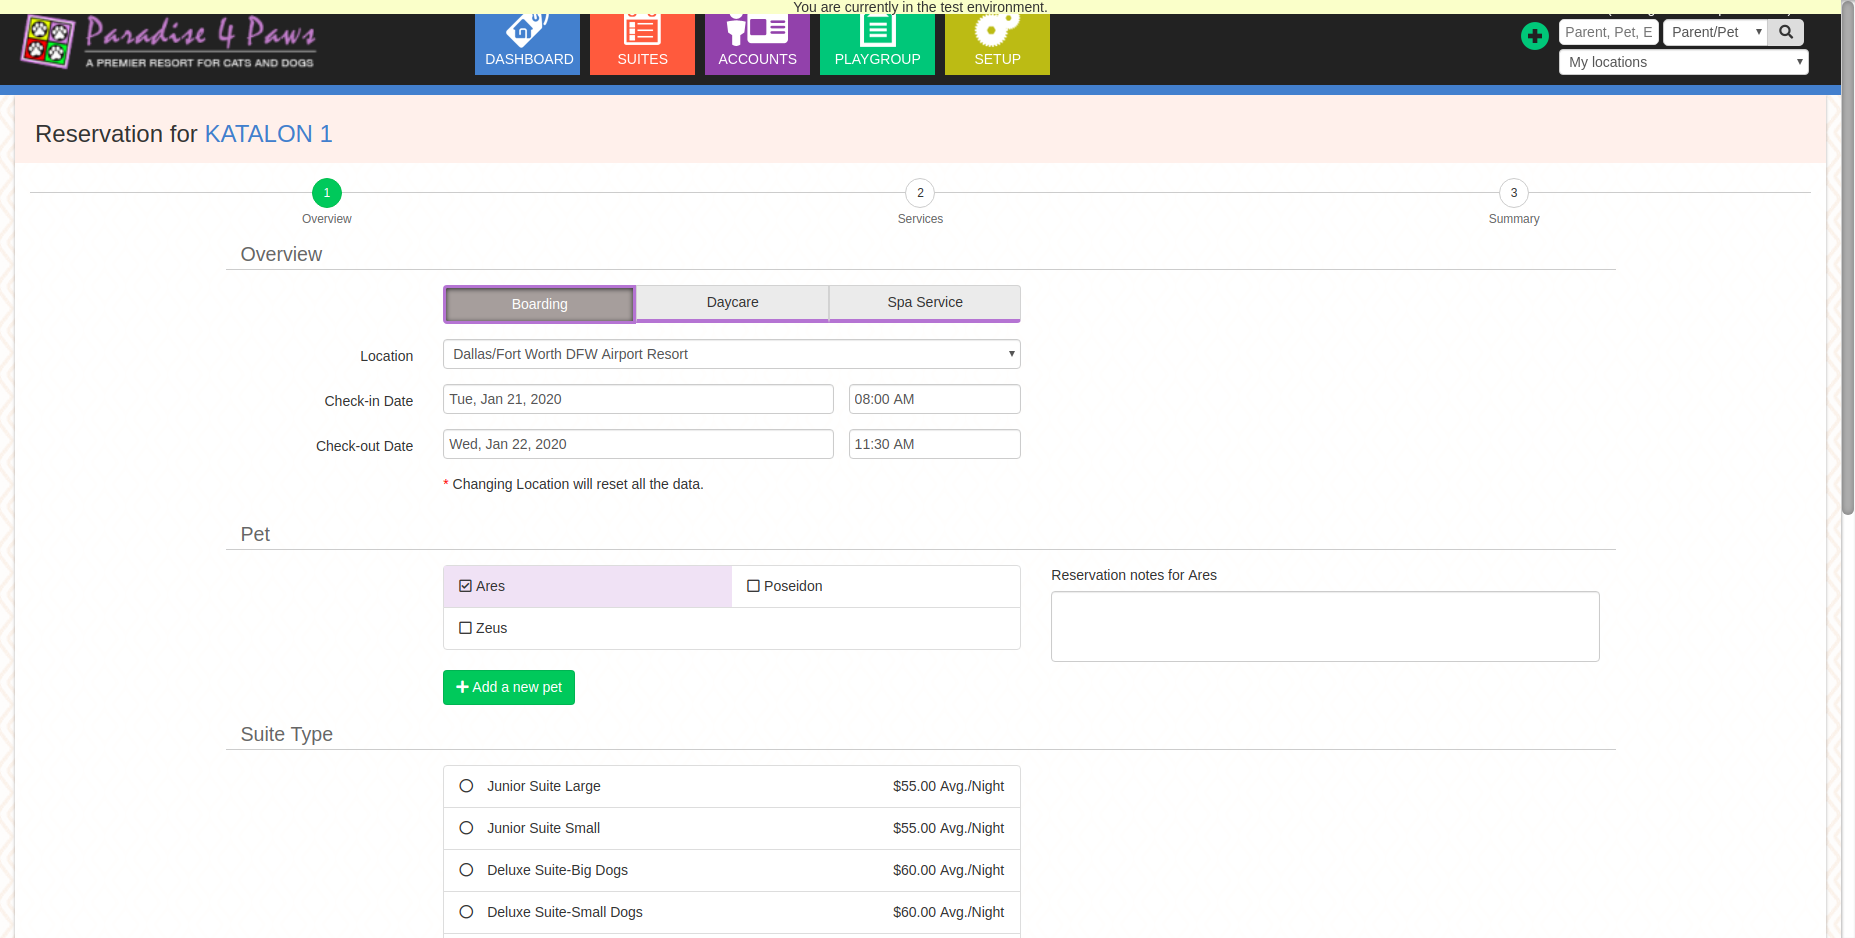 You are currently in the test environment.
Paradise 4 Paws
A PREMIER RESORT FOR CATS AND DOGS
DASHBOARD
SUITES
ACCOUNTS
PLAYGROUP
SETUP
Parent, Pet, E
Parent/Pet
My locations
Reservation for KATALON 1
1
2
3
Overview
Services
Summary
Overview
Boarding
Daycare
Spa Service
Location
Dallas/Fort Worth DFW Airport Resort
Check-in Date
Tue, Jan 21, 2020
08:00 AM
Check-out Date
Wed, Jan 22, 2020
11:30 AM
* Changing Location will reset all the data.
Pet
Ares
Poseidon
Zeus
Reservation notes for Ares
Add a new pet
Suite Type
Junior Suite Large $55.00 Avg./Night
Junior Suite Small $55.00 Avg./Night
Deluxe Suite-Big Dogs $60.00 Avg./Night
Deluxe Suite-Small Dogs $60.00 Avg./Night